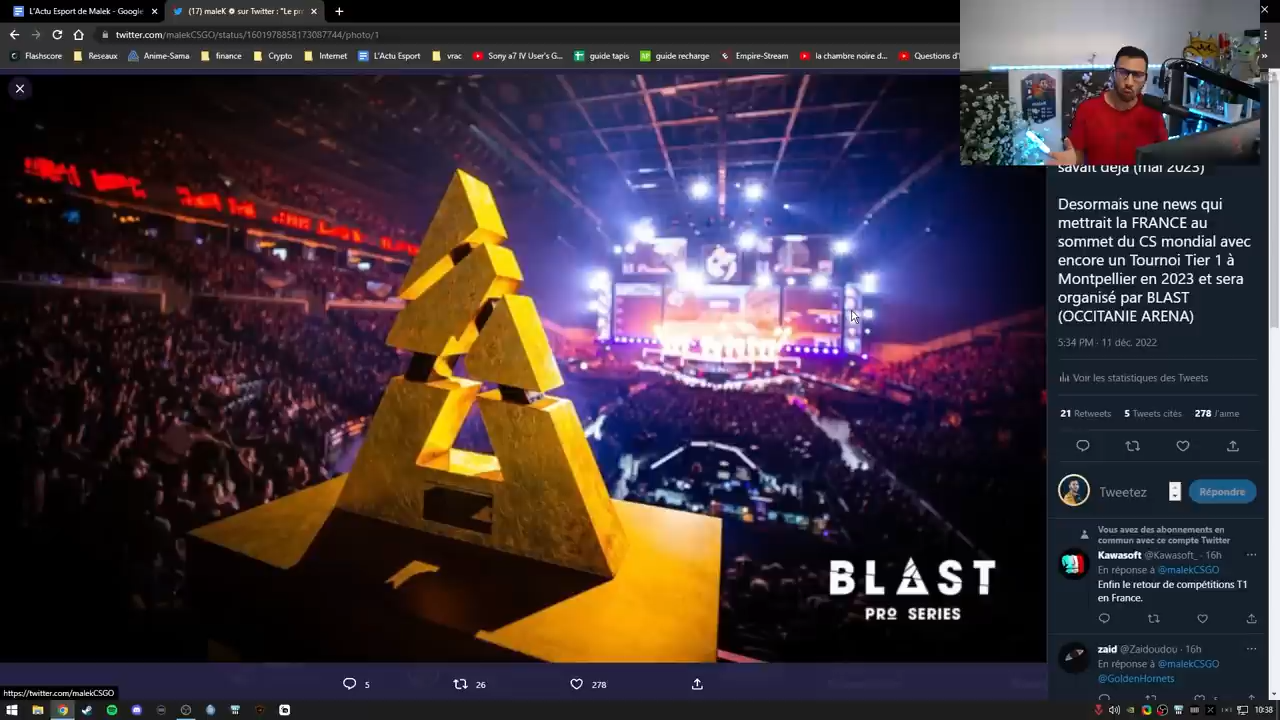 L'Actu Esport de Malek - Google
(17) maleK sur Twitter : "Le pr
twitter.com/malekCSGO/status/1601978858173087744/photo/1
Flashscore
Reseaux
Anime-Sama
finance
Crypto
Internet
L'Actu Esport
vrac
Sony a7 IV User's G...
guide tapis
guide recharge
Empire-Stream
la chambre noire d...
Questions d'i
savait déjà (mai 2023)
Desormais une news qui
mettrait la FRANCE au
sommet du CS mondial avec
encore un Tournoi Tier 1 à
Montpellier en 2023 et sera
organisé par BLAST
(OCCITANIE ARENA)
5:34 PM · 11 déc. 2022
Voir les statistiques des Tweets
21 Retweets 5 Tweets cités 278 J'aime
Tweetez
Répondre
Vous avez des abonnements en
commun avec ce compte Twitter
Kawasoft @Kawasoft_ · 16h
En réponse à @malekCSGO
Enfin le retour de compétitions T1
en France.
zaid @Zaidoudou · 16h
En réponse à @malekCSGO
@GoldenHornets
BLAST
PRO SERIES
5
26
278
https://twitter.com/malekCSGO
10:38